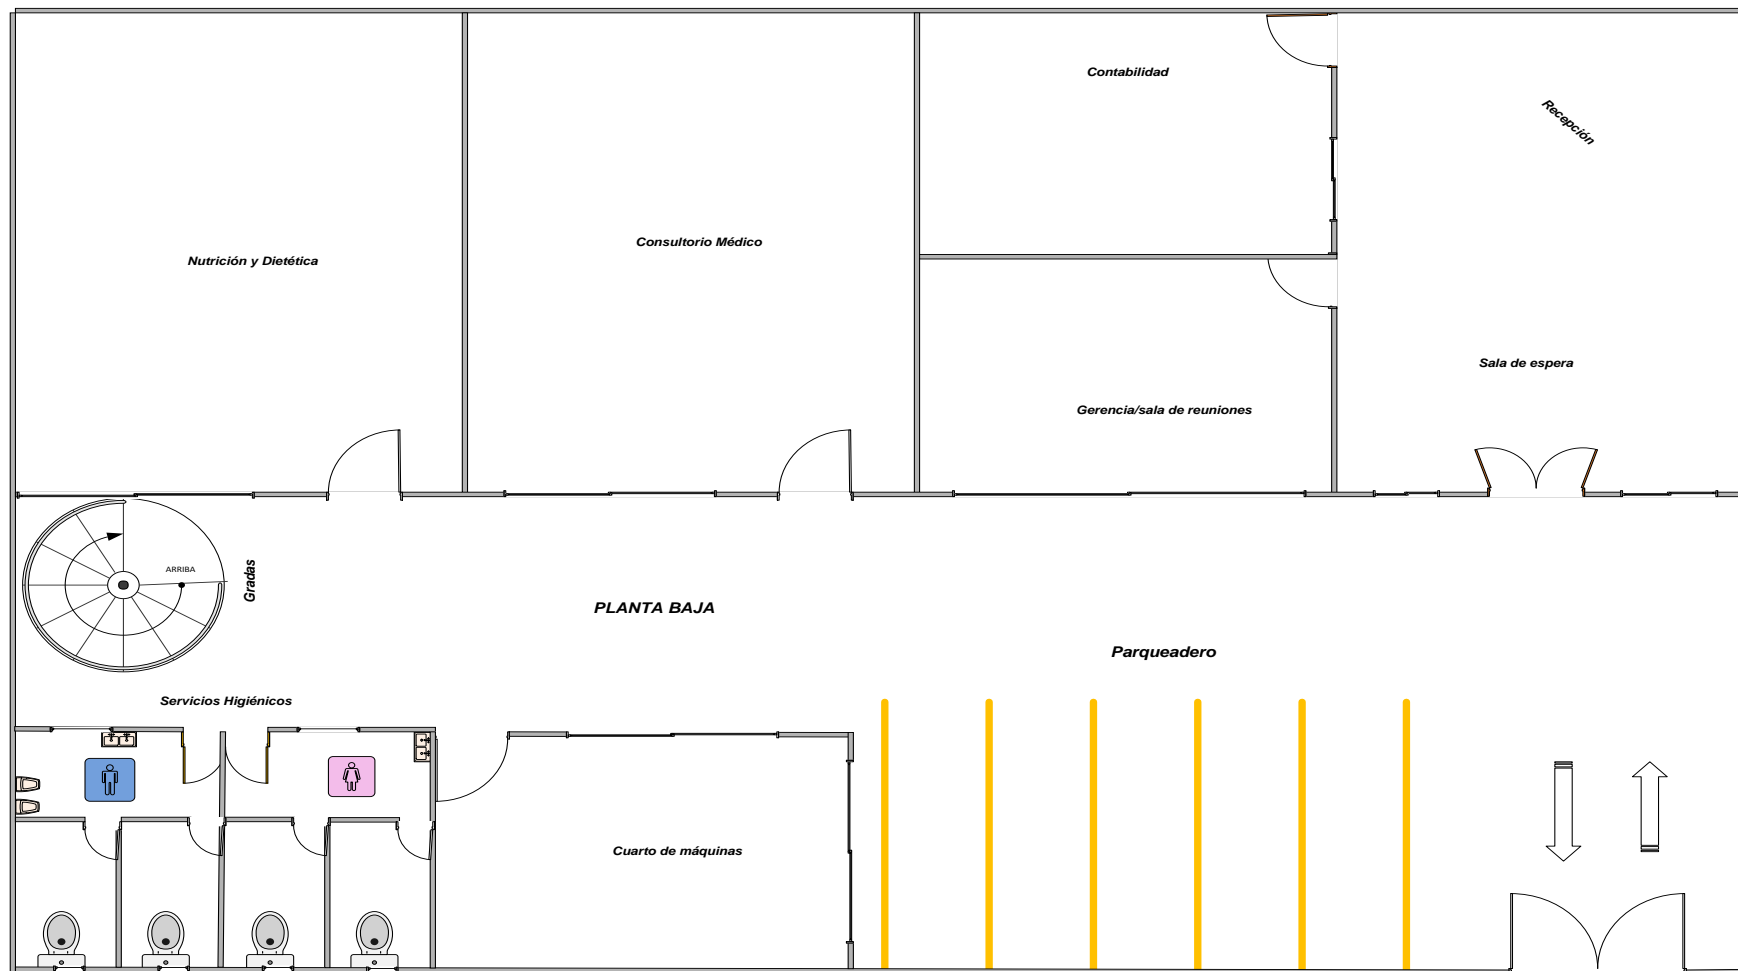 Contabilidad
Recepción
Consultorio Médico
Nutrición y Dietética
Sala de espera
Gerencia/sala de reuniones
ARRIBA
Gradas
PLANTA BAJA
Parqueadero
Servicios Higiénicos
Cuarto de máquinas